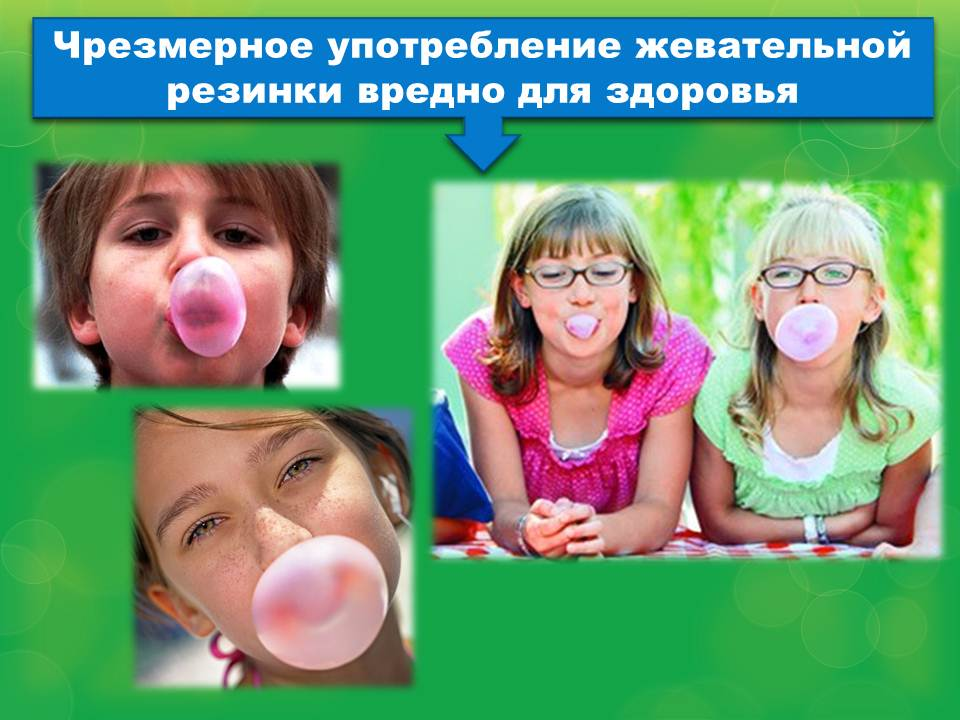 Чрезмерное употребление жевательной
резинки вредно для здоровья